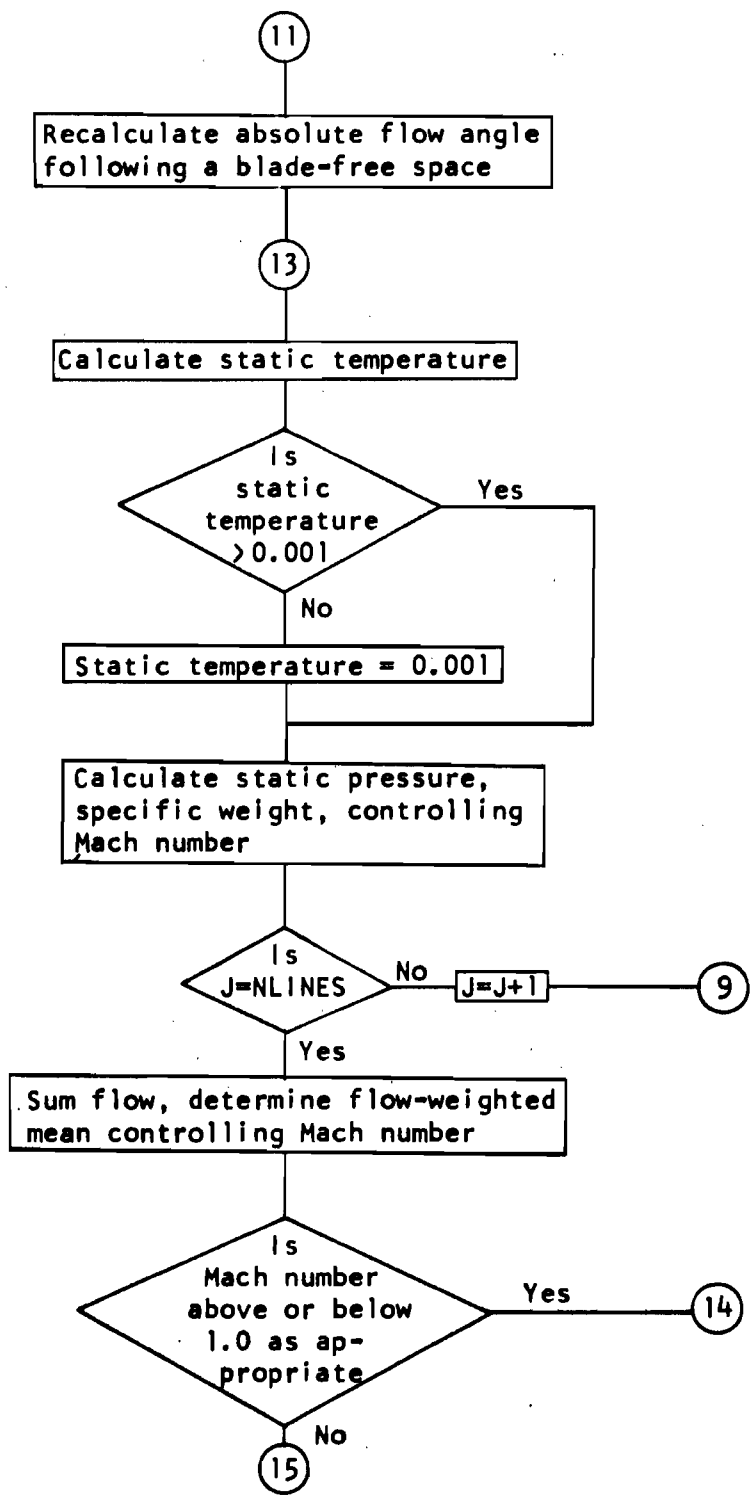 11
Recalculate absolute flow angle
following a blade-free space
13
Calculate static temperature
Is
static
temperature
>0.001
Yes
No
Static temperature = 0.001
Calculate static pressure,
specific weight, controlling
Mach number
Is
J=NLINES
No
J=J+1
9
Yes
Sum flow, determine flow-weighted
mean controlling Mach number
Is
Mach number
above or below
1.0 as ap-
propriate
Yes
14
No
15